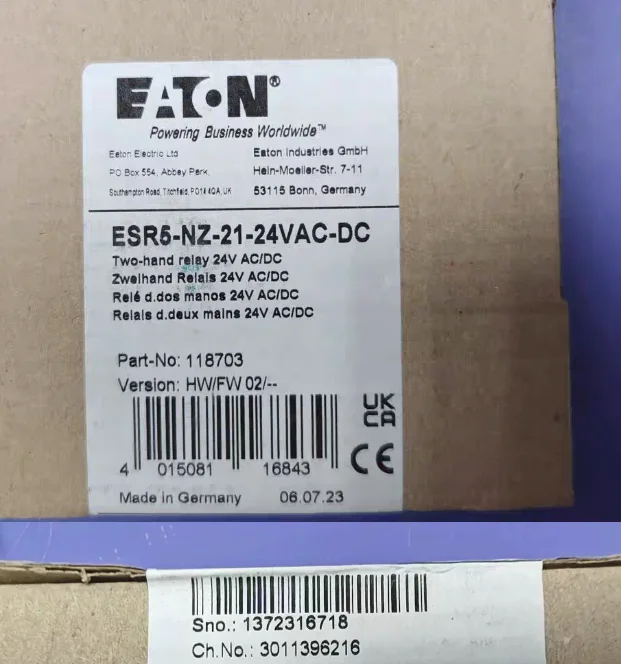 EATON®
Powering Business Worldwide™
Eaton Electric Ltd
PO Box 554, Abbey Park,
Southampton Road, Titchfield, PO14 4QA, UK
Eaton Industries GmbH
Hein-Moeller-Str. 7-11
53115 Bonn, Germany
ESR5-NZ-21-24VAC-DC
Two-hand relay 24V AC/DC
Zweihand Relais 24V AC/DC
Relé d.dos manos 24V AC/DC
Relais d.deux mains 24V AC/DC
Part-No: 118703
Version: HW/FW 02/--
UK
CA
4 015081 16843
CE
Made in Germany 06.07.23
Sno.: 1372316718
Ch.No.: 3011396216